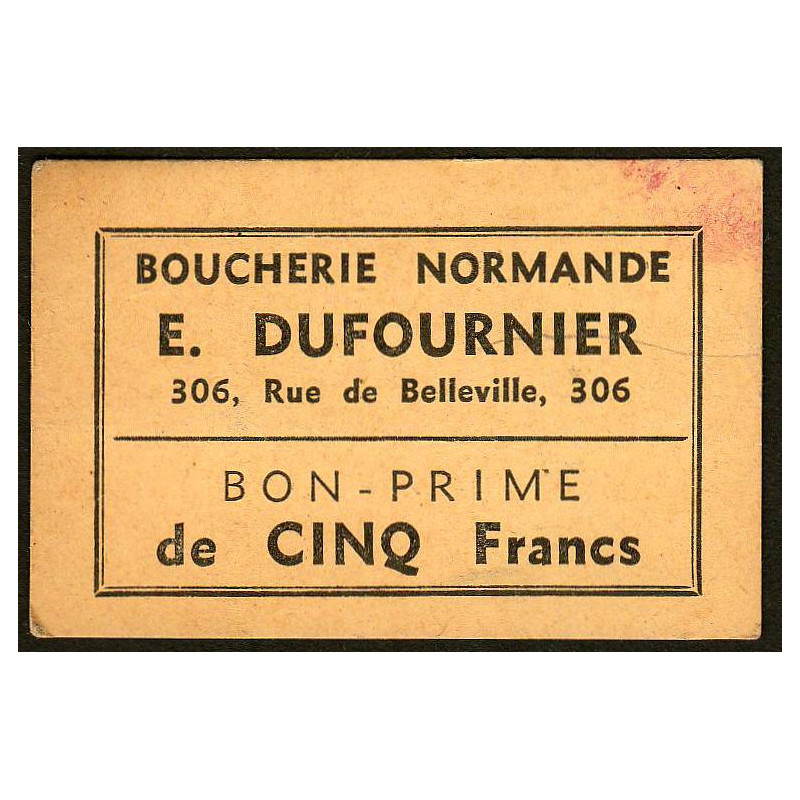 BOUCHERIE NORMANDE
E. DUFOURNIER
306, Rue de Belleville, 306
BON-PRIME
de CINQ Francs